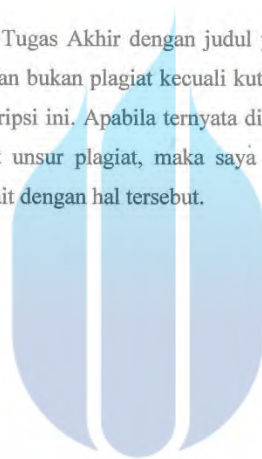 Tugas Akhir dengan judul
an bukan plagiat kecuali kut
ripsi ini. Apabila ternyata di
unsur plagiat, maka saya
it dengan hal tersebut.